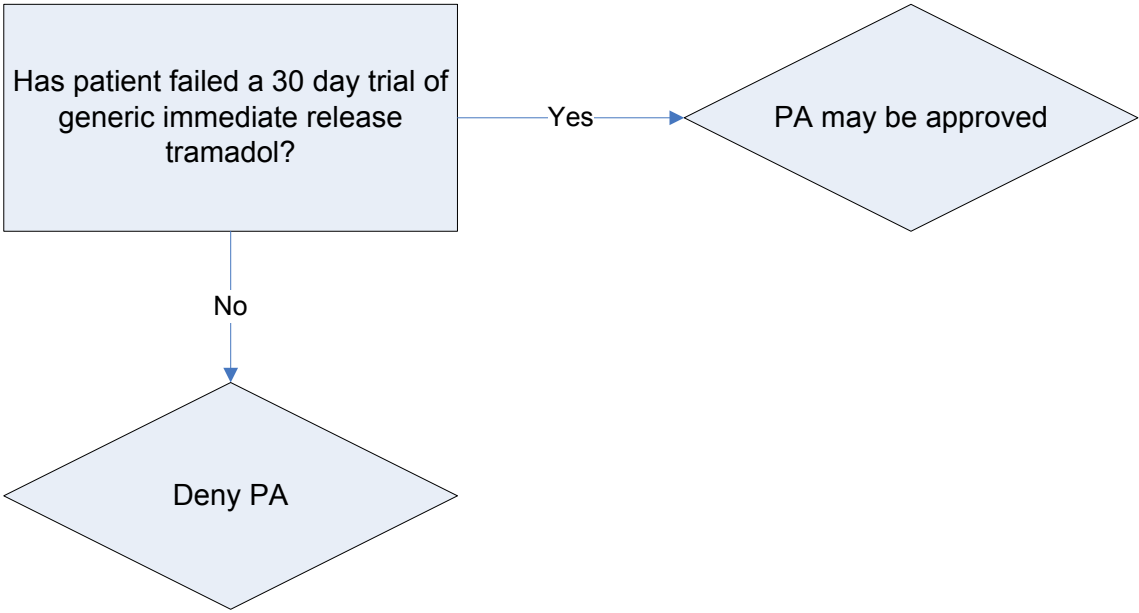 Has patient failed a 30 day trial of
generic immediate release
tramadol?
Yes
PA may be approved
No
Deny PA